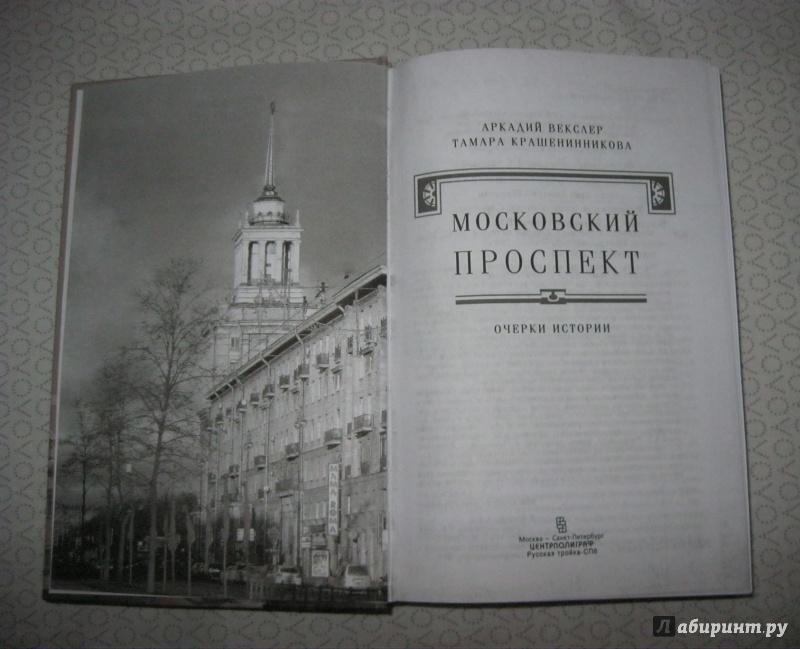 АРКАДИЙ ВЕКСЛЕР
ТАМАРА КРАШЕНИННИКОВА
МОСКОВСКИЙ
ПРОСПЕКТ
ОЧЕРКИ ИСТОРИИ
Москва – Санкт-Петербург
ЦЕНТРПОЛИГРАФ
Русская тройка-СПб
Лабиринт.ру